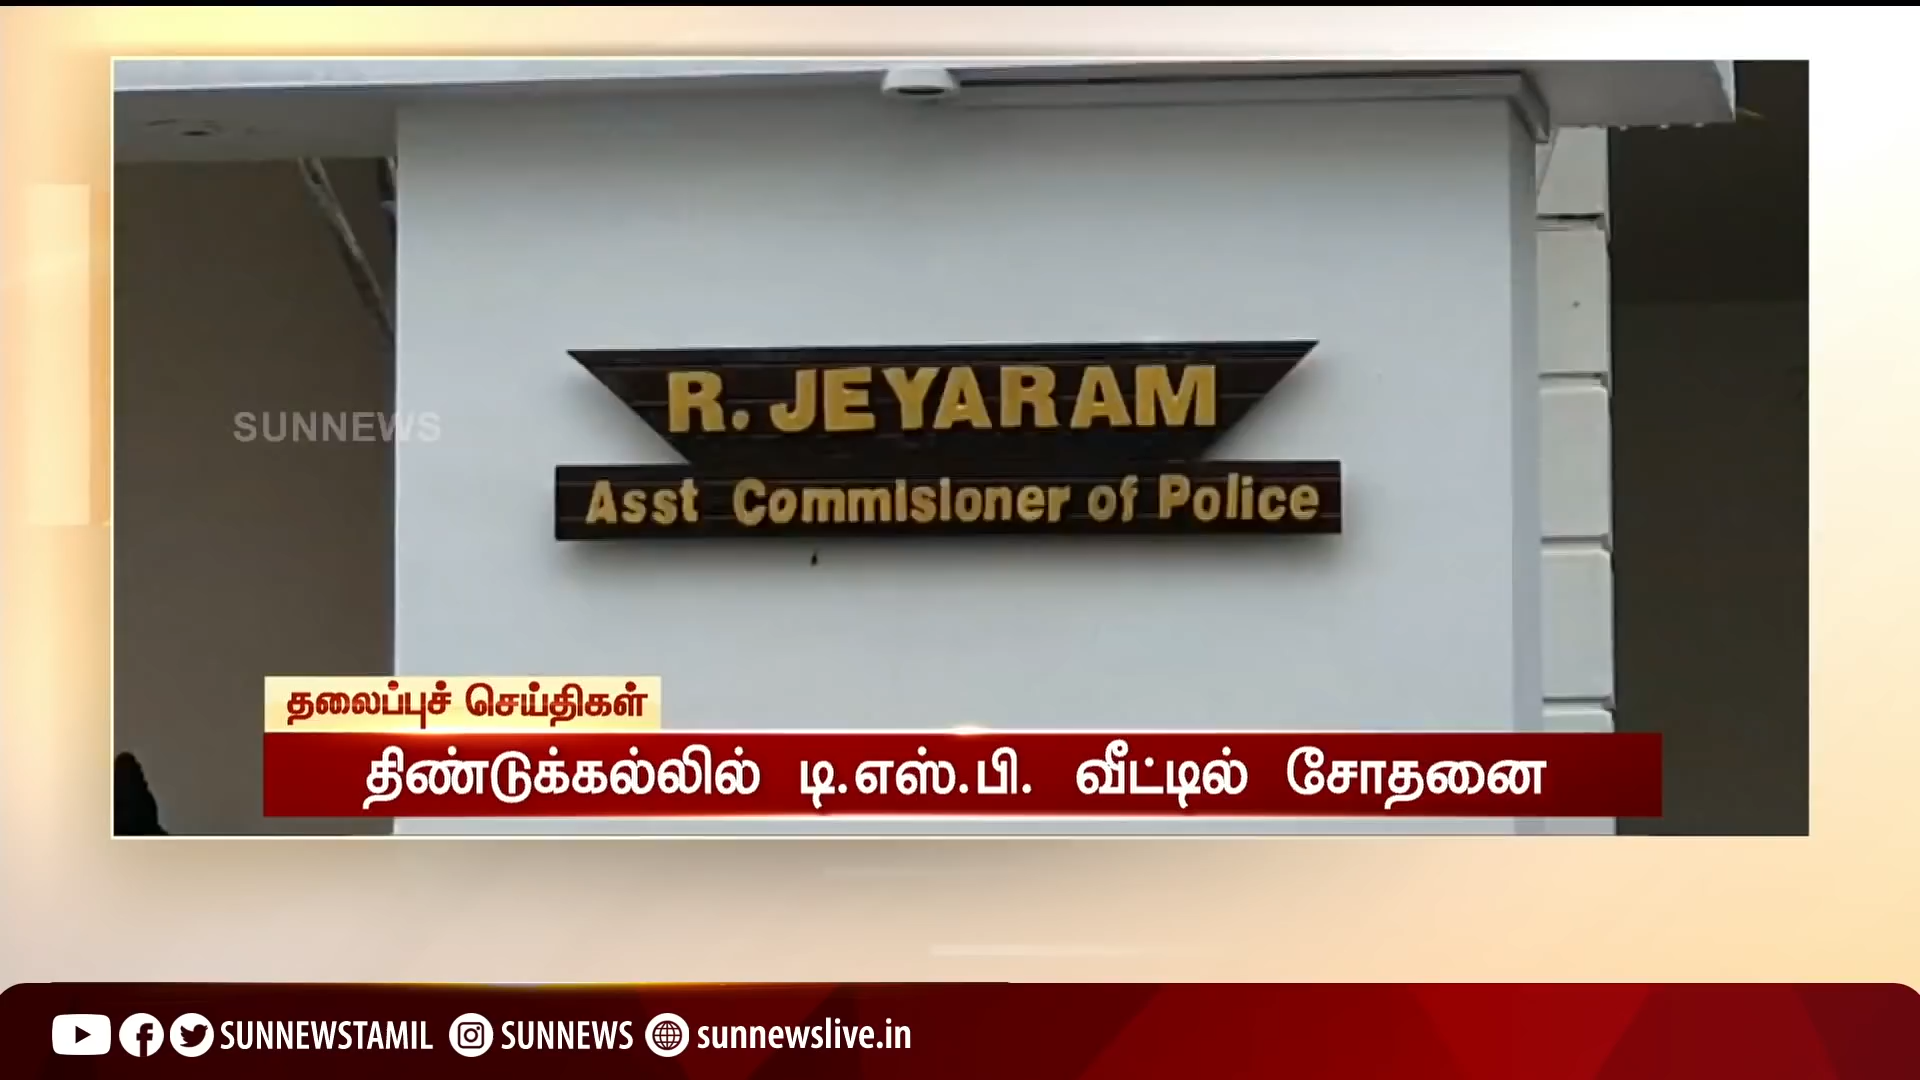 R. JEYARAM
Asst Commisioner of Police
SUNNEWS
தலைப்புச் செய்திகள்
திண்டுக்கல்லில் டி.எஸ்.பி. வீட்டில் சோதனை
SUNNEWSTAMIL SUNNEWS sunnewslive.in